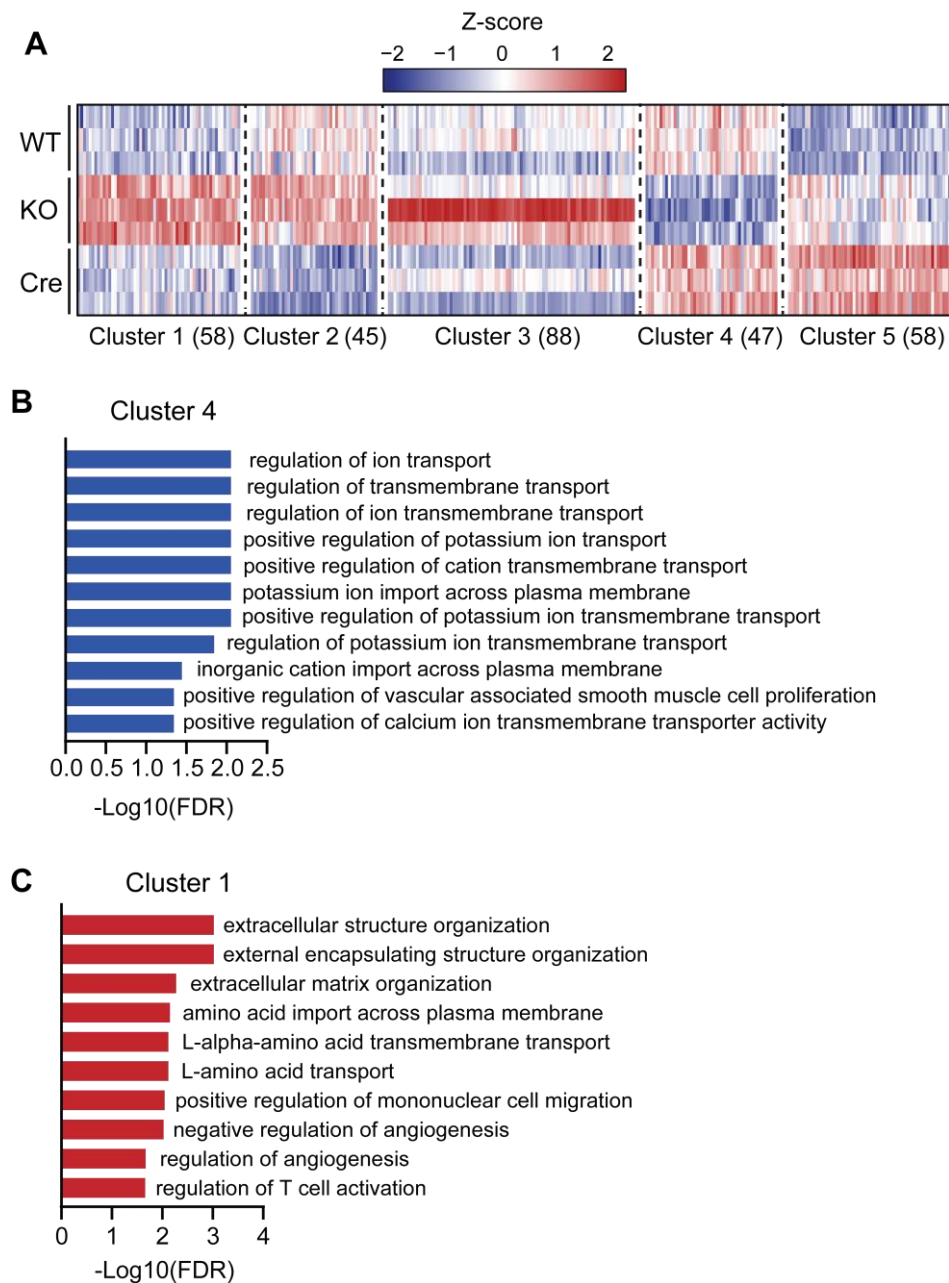 A
Z-score
−2 −1 0 1 2
WT
KO
Cre
Cluster 1 (58) Cluster 2 (45) Cluster 3 (88) Cluster 4 (47) Cluster 5 (58)
B
Cluster 4
regulation of ion transport
regulation of transmembrane transport
regulation of ion transmembrane transport
positive regulation of potassium ion transport
positive regulation of cation transmembrane transport
potassium ion import across plasma membrane
positive regulation of potassium ion transmembrane transport
regulation of potassium ion transmembrane transport
inorganic cation import across plasma membrane
positive regulation of vascular associated smooth muscle cell proliferation
positive regulation of calcium ion transmembrane transporter activity
0.0 0.5 1.0 1.5 2.0 2.5
-Log10(FDR)
C
Cluster 1
extracellular structure organization
external encapsulating structure organization
extracellular matrix organization
amino acid import across plasma membrane
L-alpha-amino acid transmembrane transport
L-amino acid transport
positive regulation of mononuclear cell migration
negative regulation of angiogenesis
regulation of angiogenesis
regulation of T cell activation
0 1 2 3 4
-Log10(FDR)